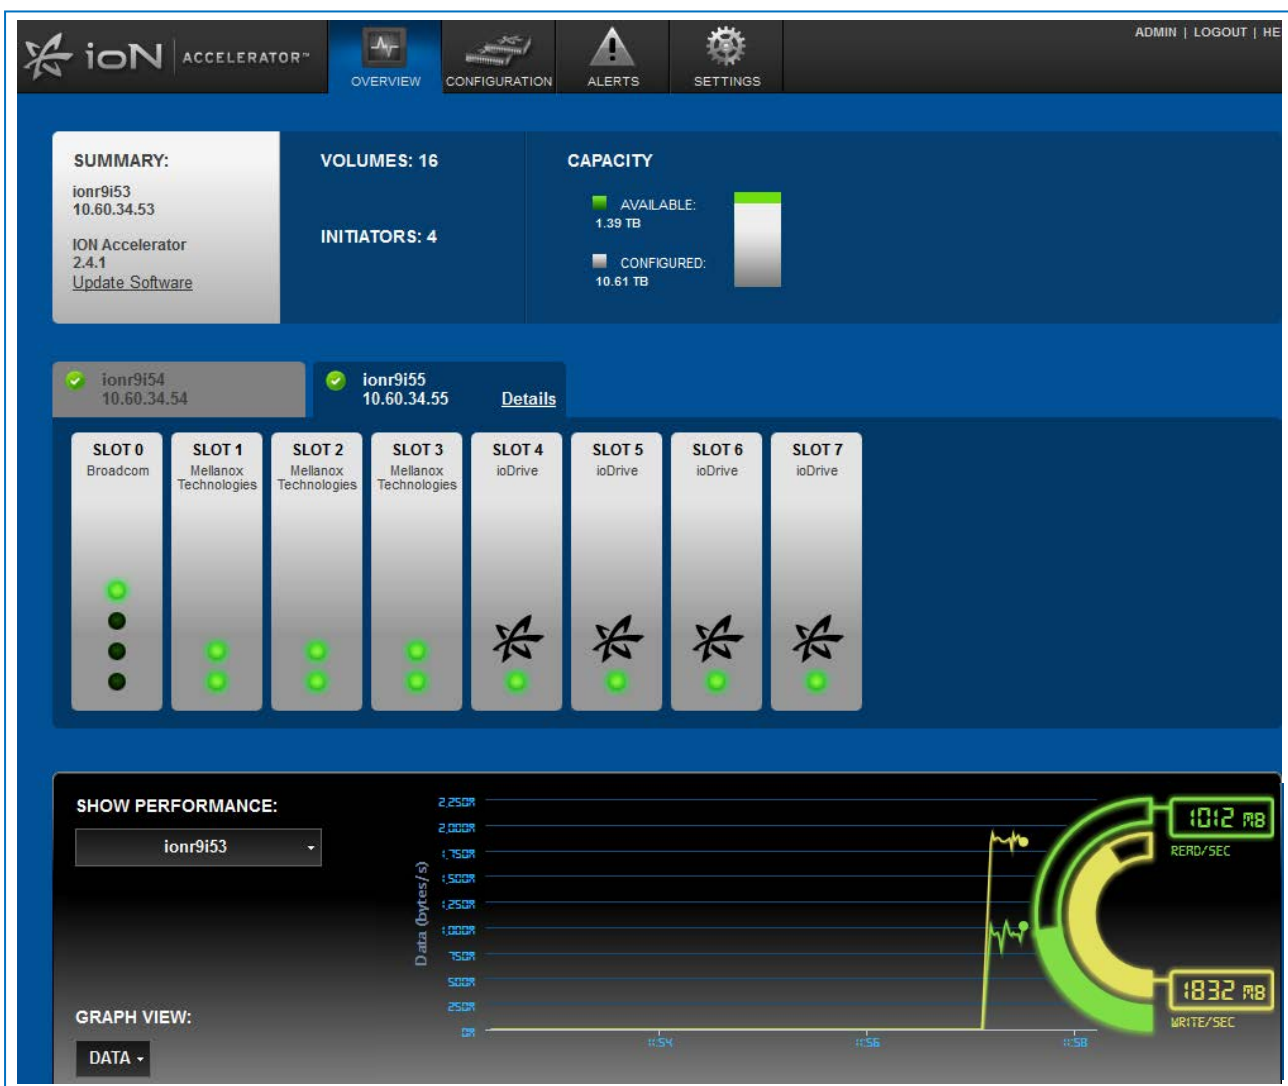 ioN ACCELERATOR™
OVERVIEW
CONFIGURATION
ALERTS
SETTINGS
ADMIN | LOGOUT | HE
SUMMARY:
ionr9i53
10.60.34.53
ION Accelerator
2.4.1
Update Software
VOLUMES: 16
INITIATORS: 4
CAPACITY
AVAILABLE:
1.39 TB
CONFIGURED:
10.61 TB
ionr9i54
10.60.34.54
ionr9i55
10.60.34.55
Details
SLOT 0
Broadcom
SLOT 1
Mellanox
Technologies
SLOT 2
Mellanox
Technologies
SLOT 3
Mellanox
Technologies
SLOT 4
ioDrive
SLOT 5
ioDrive
SLOT 6
ioDrive
SLOT 7
ioDrive
SHOW PERFORMANCE:
ionr9i53
GRAPH VIEW:
DATA
Data (bytes/s)
2,250M
2,000M
1,750M
1,500M
1,250M
1,000M
750M
500M
250M
0M
11:54
11:56
11:58
1012 MB
READ/SEC
1832 MB
WRITE/SEC